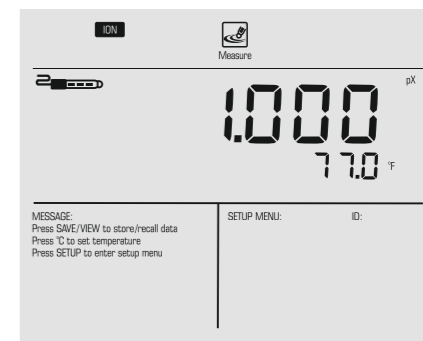 ION
Measure
pX
1.000
77.0 °F
MESSAGE:
Press SAVE/VIEW to store/recall data
Press °C to set temperature
Press SETUP to enter setup menu
SETUP MENU: ID: